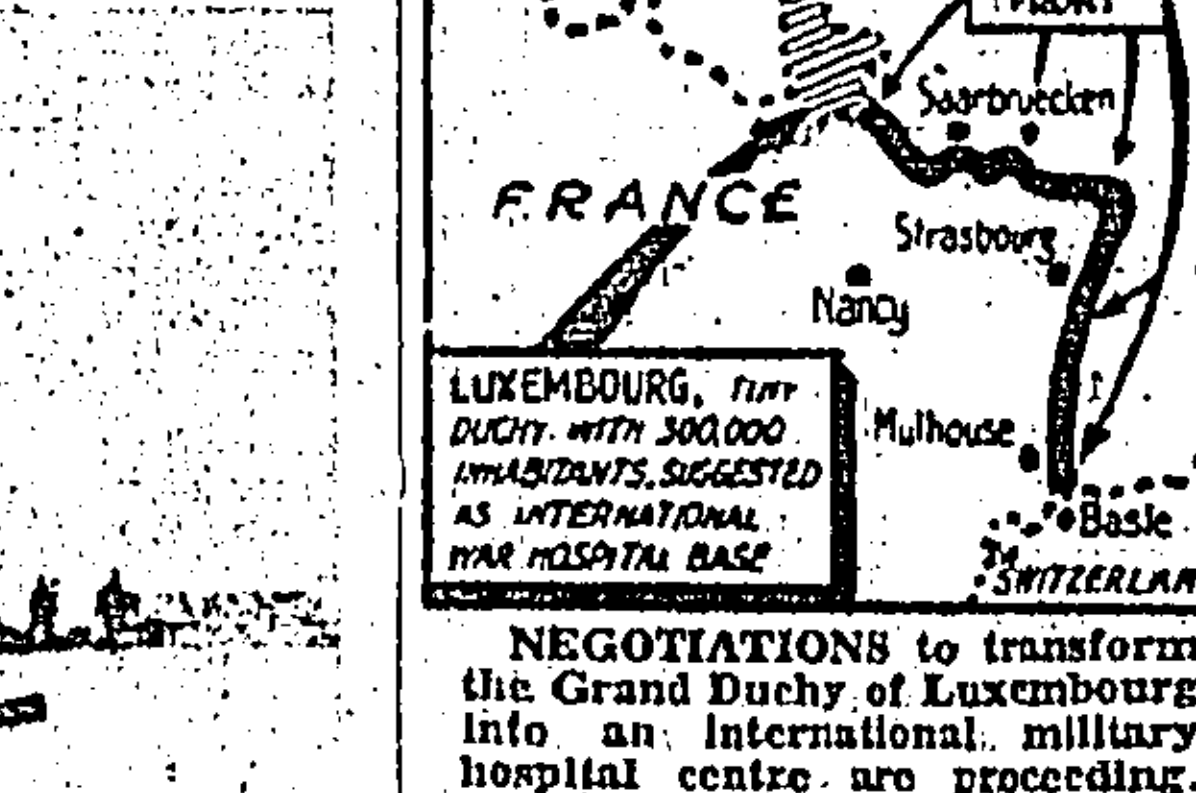 Saarbruecken
FRANCE
Strasbourg
Nancy
LUXEMBOURG, TINY
DUCHY WITH 300,000
INHABITANTS, SUGGESTED
AS INTERNATIONAL
WAR HOSPITAL BASE
Mulhouse
Basle
SWITZERLAN
NEGOTIATIONS to transform
the Grand Duchy of Luxembourg
into an international military
hospital centre are proceeding.